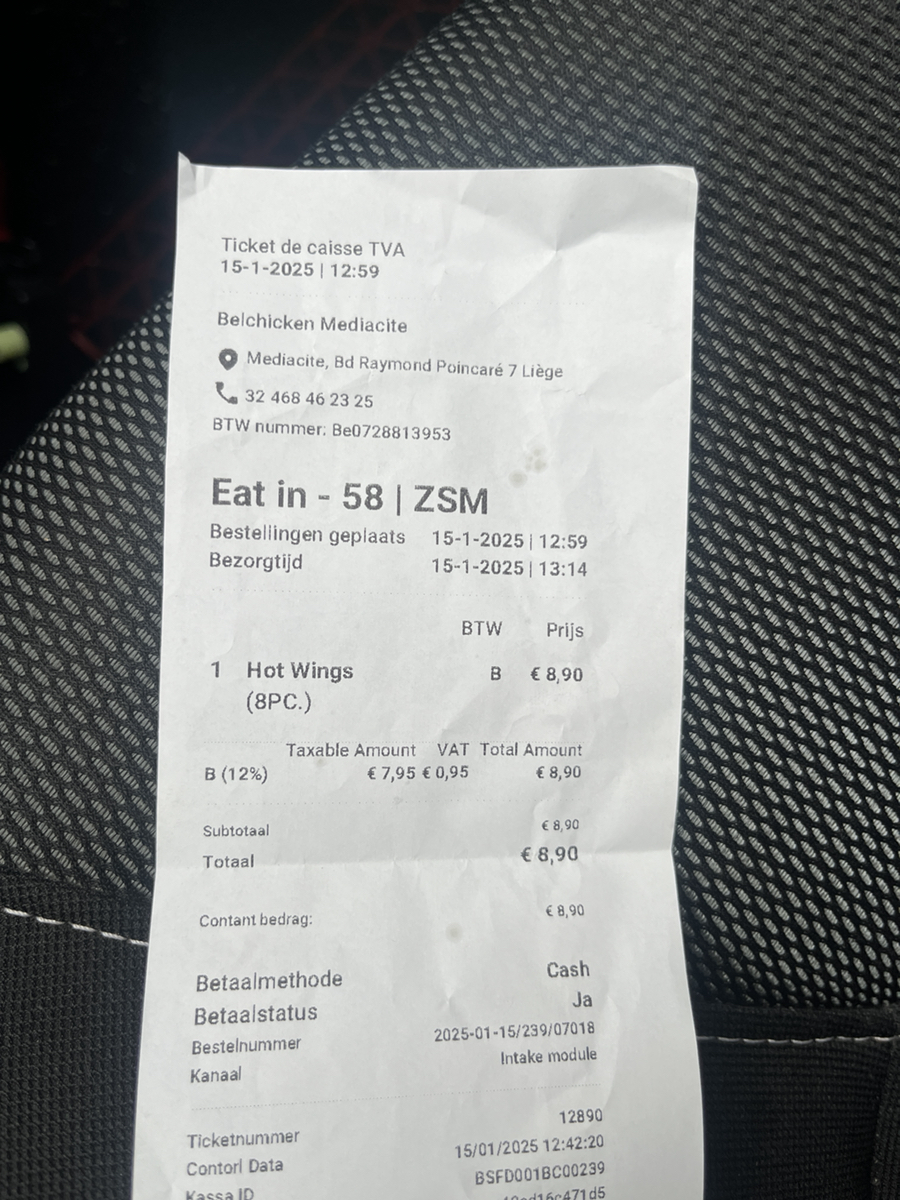 Ticket de caisse TVA
15-1-2025 | 12:59
Belchicken Mediacite
Mediacite, Bd Raymond Poincaré 7 Liège
32 468 46 23 25
BTW nummer: Be0728813953
Eat in - 58 | ZSM
Bestellingen geplaats 15-1-2025 | 12:59
Bezorgtijd 15-1-2025 | 13:14
BTW Prijs
1 Hot Wings B € 8,90
(8PC.)
Taxable Amount VAT Total Amount
B (12%) € 7,95 € 0,95 € 8,90
Subtotaal € 8,90
Totaal € 8,90
Contant bedrag: € 8,90
Betaalmethode Cash
Betaalstatus Ja
Bestelnummer 2025-01-15/239/07018
Kanaal Intake module
Ticketnummer 12890
Contorl Data 15/01/2025 12:42:20
Kassa ID BSFD001BC00239